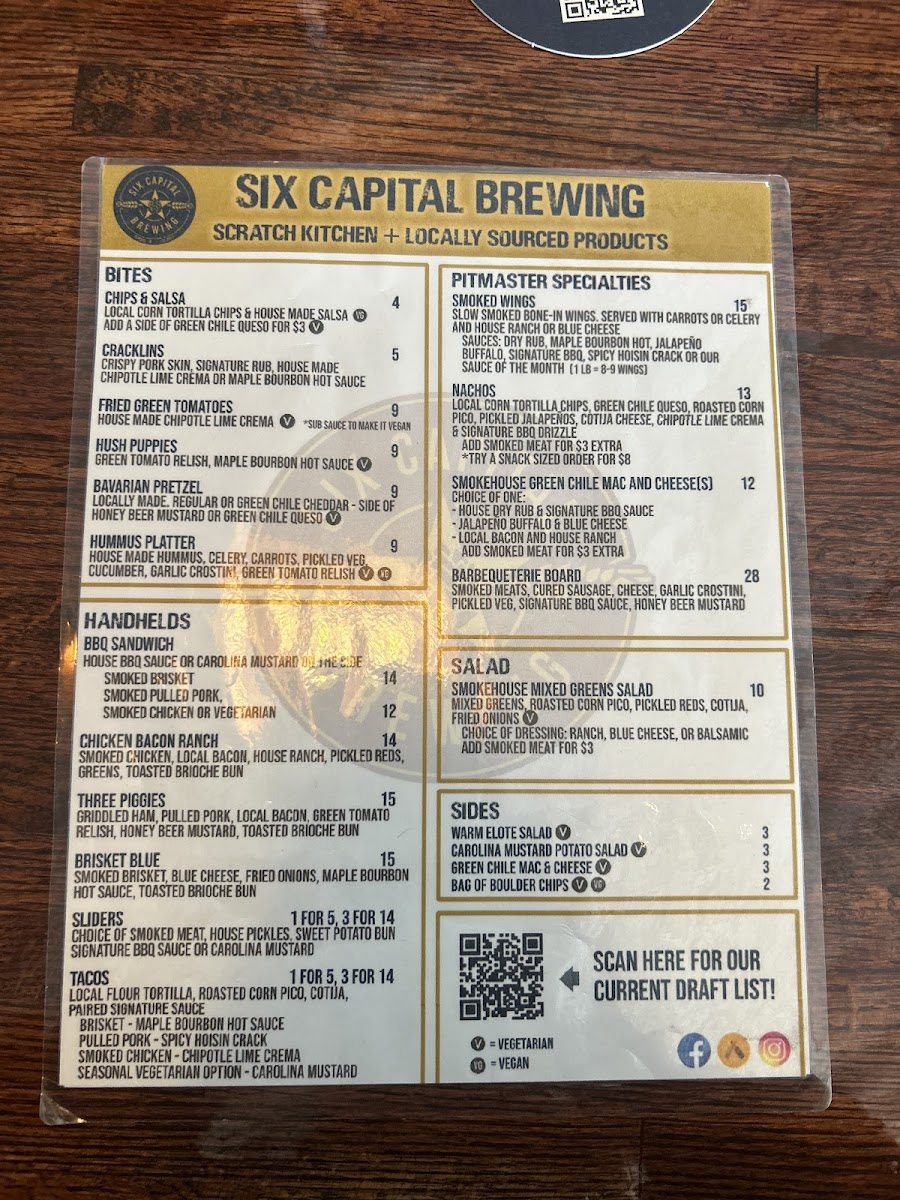 SIX CAPITAL
BREWING
SIX CAPITAL BREWING
SCRATCH KITCHEN + LOCALLY SOURCED PRODUCTS
BITES
CHIPS & SALSA 4
LOCAL CORN TORTILLA CHIPS & HOUSE MADE SALSA VG
ADD A SIDE OF GREEN CHILE QUESO FOR $3 V
CRACKLINS 5
CRISPY PORK SKIN, SIGNATURE RUB, HOUSE MADE
CHIPOTLE LIME CREMA OR MAPLE BOURBON HOT SAUCE
FRIED GREEN TOMATOES 9
HOUSE MADE CHIPOTLE LIME CREMA V *SUB SAUCE TO MAKE IT VEGAN
HUSH PUPPIES 9
GREEN TOMATO RELISH, MAPLE BOURBON HOT SAUCE V
BAVARIAN PRETZEL 9
LOCALLY MADE. REGULAR OR GREEN CHILE CHEDDAR - SIDE OF
HONEY BEER MUSTARD OR GREEN CHILE QUESO V
HUMMUS PLATTER 9
HOUSE MADE HUMMUS, CELERY, CARROTS, PICKLED VEG,
CUCUMBER, GARLIC CROSTINI, GREEN TOMATO RELISH V VG
HANDHELDS
BBQ SANDWICH
HOUSE BBQ SAUCE OR CAROLINA MUSTARD ON THE SIDE
SMOKED BRISKET 14
SMOKED PULLED PORK,
SMOKED CHICKEN OR VEGETARIAN 12
CHICKEN BACON RANCH 14
SMOKED CHICKEN, LOCAL BACON, HOUSE RANCH, PICKLED REDS,
GREENS, TOASTED BRIOCHE BUN
THREE PIGGIES 15
GRIDDLED HAM, PULLED PORK, LOCAL BACON, GREEN TOMATO
RELISH, HONEY BEER MUSTARD, TOASTED BRIOCHE BUN
BRISKET BLUE 15
SMOKED BRISKET, BLUE CHEESE, FRIED ONIONS, MAPLE BOURBON
HOT SAUCE, TOASTED BRIOCHE BUN
SLIDERS 1 FOR 5, 3 FOR 14
CHOICE OF SMOKED MEAT, HOUSE PICKLES, SWEET POTATO BUN
SIGNATURE BBQ SAUCE OR CAROLINA MUSTARD
TACOS 1 FOR 5, 3 FOR 14
LOCAL FLOUR TORTILLA, ROASTED CORN PICO, COTIJA,
PAIRED SIGNATURE SAUCE
BRISKET - MAPLE BOURBON HOT SAUCE
PULLED PORK - SPICY HOISIN CRACK
SMOKED CHICKEN - CHIPOTLE LIME CREMA
SEASONAL VEGETARIAN OPTION - CAROLINA MUSTARD
PITMASTER SPECIALTIES
SMOKED WINGS 15
SLOW SMOKED BONE-IN WINGS. SERVED WITH CARROTS OR CELERY
AND HOUSE RANCH OR BLUE CHEESE
SAUCES: DRY RUB, MAPLE BOURBON HOT, JALAPEÑO
BUFFALO, SIGNATURE BBQ, SPICY HOISIN CRACK OR OUR
SAUCE OF THE MONTH (1 LB = 8-9 WINGS)
NACHOS 13
LOCAL CORN TORTILLA CHIPS, GREEN CHILE QUESO, ROASTED CORN
PICO, PICKLED JALAPEÑOS, COTIJA CHEESE, CHIPOTLE LIME CREMA
& SIGNATURE BBQ DRIZZLE
ADD SMOKED MEAT FOR $3 EXTRA
*TRY A SNACK SIZED ORDER FOR $8
SMOKEHOUSE GREEN CHILE MAC AND CHEESE(S) 12
CHOICE OF ONE:
- HOUSE DRY RUB & SIGNATURE BBQ SAUCE
- JALAPEÑO BUFFALO & BLUE CHEESE
- LOCAL BACON AND HOUSE RANCH
ADD SMOKED MEAT FOR $3 EXTRA
BARBEQUETERIE BOARD 28
SMOKED MEATS, CURED SAUSAGE, CHEESE, GARLIC CROSTINI,
PICKLED VEG, SIGNATURE BBQ SAUCE, HONEY BEER MUSTARD
SALAD
SMOKEHOUSE MIXED GREENS SALAD 10
MIXED GREENS, ROASTED CORN PICO, PICKLED REDS, COTIJA,
FRIED ONIONS V
CHOICE OF DRESSING: RANCH, BLUE CHEESE, OR BALSAMIC
ADD SMOKED MEAT FOR $3
SIDES
WARM ELOTE SALAD V 3
CAROLINA MUSTARD POTATO SALAD V 3
GREEN CHILE MAC & CHEESE V 3
BAG OF BOULDER CHIPS V VG 2
SCAN HERE FOR OUR
CURRENT DRAFT LIST!
V = VEGETARIAN
VG = VEGAN